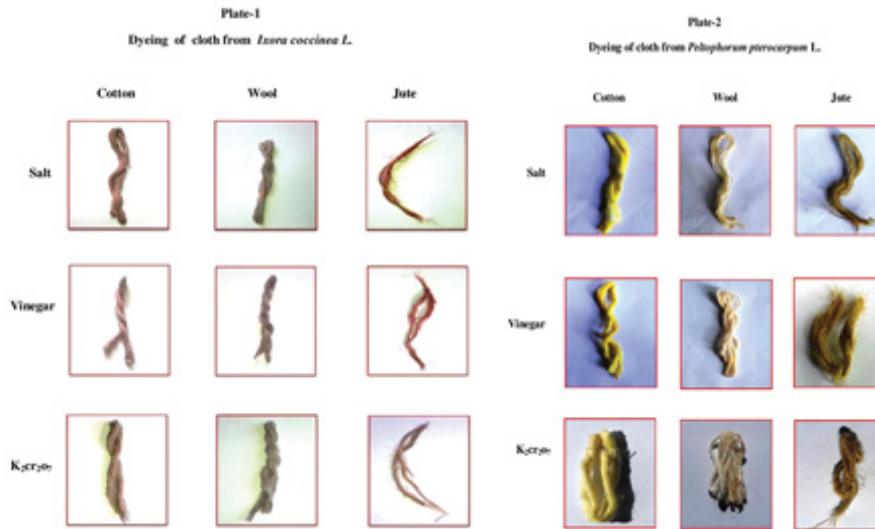 Plate-1
Dyeing of cloth from Ixora coccinea L.
Cotton Wool Jute
Salt
Vinegar
K₂cr₂o₇
Plate-2
Dyeing of cloth from Peltophorum pterocarpum L.
Cotton Wool Jute
Salt
Vinegar
K₂cr₂o₇